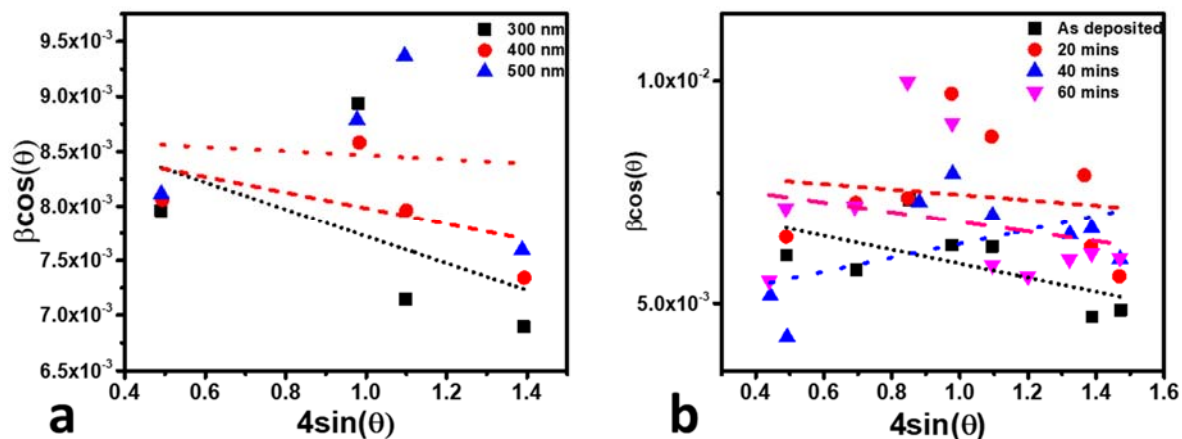 9.5x10⁻³
9.0x10⁻³
8.5x10⁻³
8.0x10⁻³
7.5x10⁻³
7.0x10⁻³
6.5x10⁻³
βcos(θ)
300 nm
400 nm
500 nm
0.4 0.6 0.8 1.0 1.2 1.4
4sin(θ)
a
1.0x10⁻²
5.0x10⁻³
βcos(θ)
As deposited
20 mins
40 mins
60 mins
0.4 0.6 0.8 1.0 1.2 1.4 1.6
4sin(θ)
b